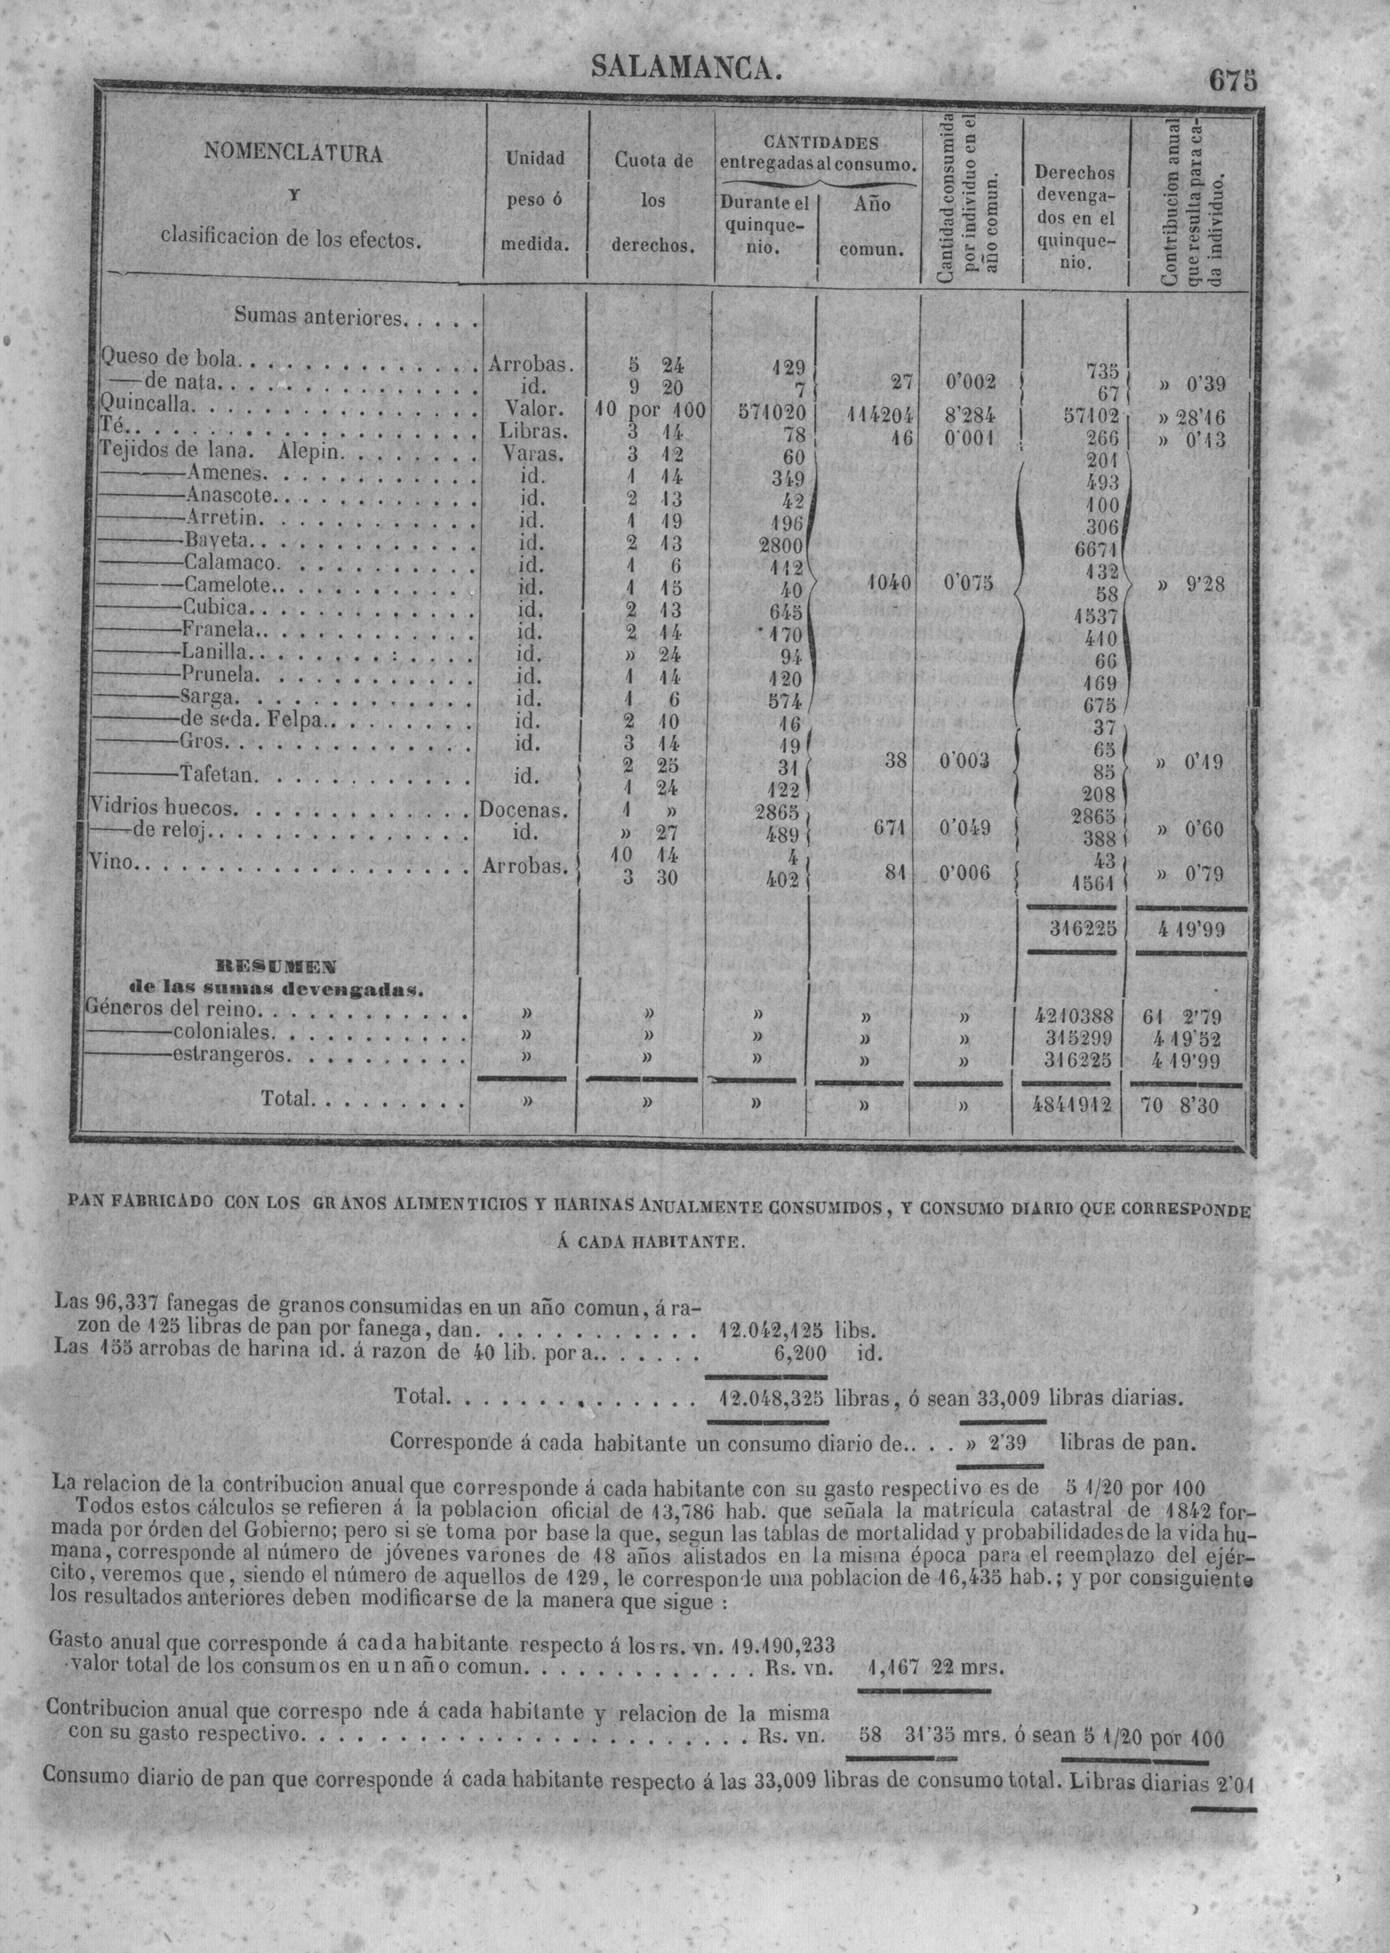 SALAMANCA.
675
NOMENCLATURA
Y
clasificacion de los efectos.
Unidad
peso ó
medida.
Cuota de
los
derechos.
CANTIDADES
entregadas al consumo.
Durante el
quinque-
nio.
Año
comun.
Cantidad consumida
por individuo en el
año comun.
Derechos
devenga-
dos en el
quinque-
nio.
Contribucion anual
que resulta para ca-
da individuo.
Sumas anteriores. . . . .
Queso de bola. . . . . . . . . . . . . . Arrobas. 5 24 129 735
—de nata. . . . . . . . . . . . . . . id. 9 20 7 27 0'002 67 » 0'39
Quincalla. . . . . . . . . . . . . . . . Valor. 10 por 100 571020 114204 8'284 57102 » 28'16
Té. . . . . . . . . . . . . . . . . . . Libras. 3 14 78 16 0'001 266 » 0'13
Tejidos de lana. Alepin. . . . . . . . Varas. 3 12 60 201
———Amenes. . . . . . . . . . . . id. 1 14 349 493
———Anascote. . . . . . . . . . . id. 2 13 42 100
———Arretin. . . . . . . . . . . . id. 1 19 196 306
———Bayeta. . . . . . . . . . . . id. 2 13 2800 6671
———Calamaco. . . . . . . . . . . id. 1 6 112 132
———Camelote. . . . . . . . . . . id. 1 15 40 1040 0'075 58 » 9'28
———Cubica. . . . . . . . . . . . id. 2 13 645 1537
———Franela. . . . . . . . . . . . id. 2 14 170 410
———Lanilla. . . . . . . . : . . . . id. » 24 94 66
———Prunela. . . . . . . . . . . . id. 1 14 120 169
———Sarga. . . . . . . . . . . . . id. 1 6 574 675
———de seda. Felpa. . . . . . . . . id. 2 10 16 37
———Gros. . . . . . . . . . . . . . id. 3 14 19 65
2 25 31 38 0'003 85 » 0'19
———Tafetan. . . . . . . . . . . . id. 1 24 122 208
Vidrios huecos. . . . . . . . . . . . . Docenas. 1 » 2865 2865
—de reloj. . . . . . . . . . . . . . . id. » 27 489 671 0'049 388 » 0'60
Vino. . . . . . . . . . . . . . . . . . Arrobas. 10 14 4 43
3 30 402 81 0'006 1561 » 0'79
316225 4 19'99
RESUMEN
de las sumas devengadas.
Géneros del reino. . . . . . . . . . . . » » » » » 4210388 61 2'79
———coloniales. . . . . . . . . . . » » » » » 315299 4 19'52
———estrangeros. . . . . . . . . . » » » » » 316225 4 19'99
Total. . . . . . . . . » » » » » 4841912 70 8'30
PAN FABRICADO CON LOS GRANOS ALIMENTICIOS Y HARINAS ANUALMENTE CONSUMIDOS, Y CONSUMO DIARIO QUE CORRESPONDE
Á CADA HABITANTE.
Las 96,337 fanegas de granos consumidas en un año comun, á ra-
zon de 125 libras de pan por fanega, dan. . . . . . . . . . . . 12.042,125 libs.
Las 155 arrobas de harina id. á razon de 40 lib. por a. . . . . . . 6,200 id.
Total. . . . . . . . . . . . . . 12.048,325 libras, ó sean 33,009 libras diarias.
Corresponde á cada habitante un consumo diario de. . . . » 2'39 libras de pan.
La relacion de la contribucion anual que corresponde á cada habitante con su gasto respectivo es de 5 1/20 por 100
Todos estos cálculos se refieren á la poblacion oficial de 13,786 hab. que señala la matrícula catastral de 1842 for-
mada por órden del Gobierno; pero si se toma por base la que, segun las tablas de mortalidad y probabilidades de la vida hu-
mana, corresponde al número de jóvenes varones de 18 años alistados en la misma época para el reemplazo del ejér-
cito, veremos que, siendo el número de aquellos de 129, le corresponde una poblacion de 16,435 hab.; y por consiguiente
los resultados anteriores deben modificarse de la manera que sigue :
Gasto anual que corresponde á cada habitante respecto á los rs. vn. 19.190,233
valor total de los consumos en un año comun. . . . . . . . . . . . . Rs. vn. 1,167 22 mrs.
Contribucion anual que corresponde á cada habitante y relacion de la misma
con su gasto respectivo. . . . . . . . . . . . . . . . . . . . . . . Rs. vn. 58 31'35 mrs. ó sean 5 1/20 por 100
Consumo diario de pan que corresponde á cada habitante respecto á las 33,009 libras de consumo total. Libras diarias 2'01